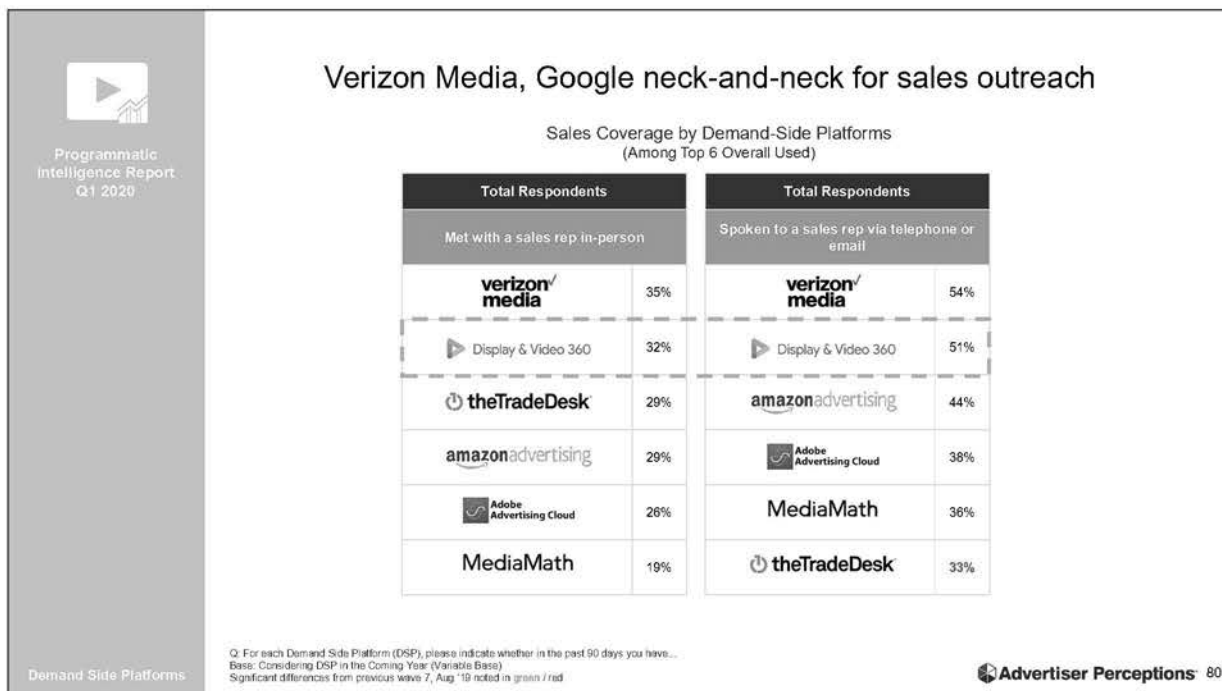 Programmatic
Intelligence Report
Q1 2020
Verizon Media, Google neck-and-neck for sales outreach
Sales Coverage by Demand-Side Platforms
(Among Top 6 Overall Used)
Total Respondents
Met with a sales rep in-person
verizon✓
media
35%
Display & Video 360
32%
theTradeDesk
29%
amazonadvertising
29%
Adobe
Advertising Cloud
26%
MediaMath
19%
Total Respondents
Spoken to a sales rep via telephone or
email
verizon✓
media
54%
Display & Video 360
51%
amazonadvertising
44%
Adobe
Advertising Cloud
38%
MediaMath
36%
theTradeDesk
33%
Q: For each Demand Side Platform (DSP), please indicate whether in the past 90 days you have...
Base: Considering DSP in the Coming Year (Variable Base)
Significant differences from previous wave 7, Aug '19 noted in green / red
Demand Side Platforms
Advertiser Perceptions 80